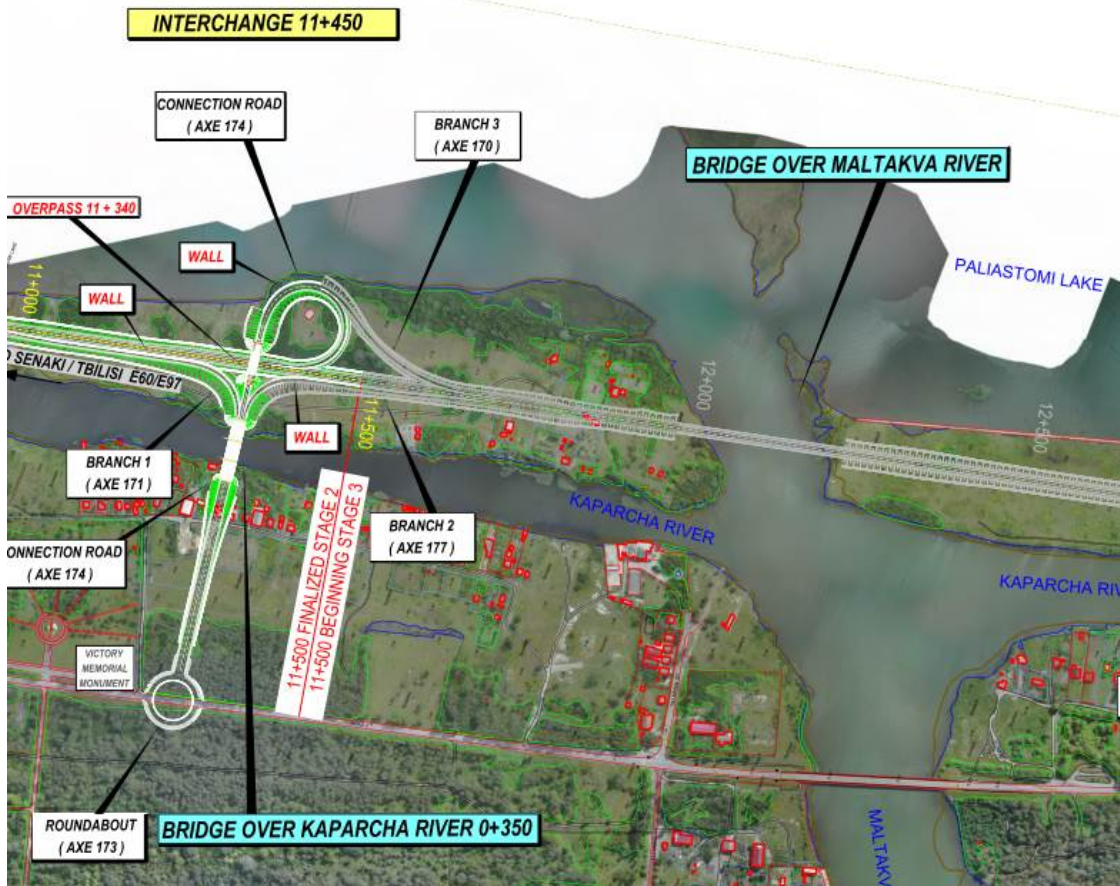 INTERCHANGE 11+450
CONNECTION ROAD
( AXE 174 )
BRANCH 3
( AXE 170 )
BRIDGE OVER MALTAKVA RIVER
OVERPASS 11 + 340
WALL
PALIASTOMI LAKE
11+000
WALL
O SENAKI / TBILISI E60/E97
12+000
12+500
11+500
WALL
BRANCH 1
( AXE 171 )
KAPARCHA RIVER
BRANCH 2
( AXE 177 )
ONNECTION ROAD
( AXE 174 )
KAPARCHA RIV
11+500 FINALIZED STAGE 2
11+500 BEGINNING STAGE 3
VICTORY
MEMORIAL
MONUMENT
ROUNDABOUT
( AXE 173 )
BRIDGE OVER KAPARCHA RIVER 0+350
MALTAKV